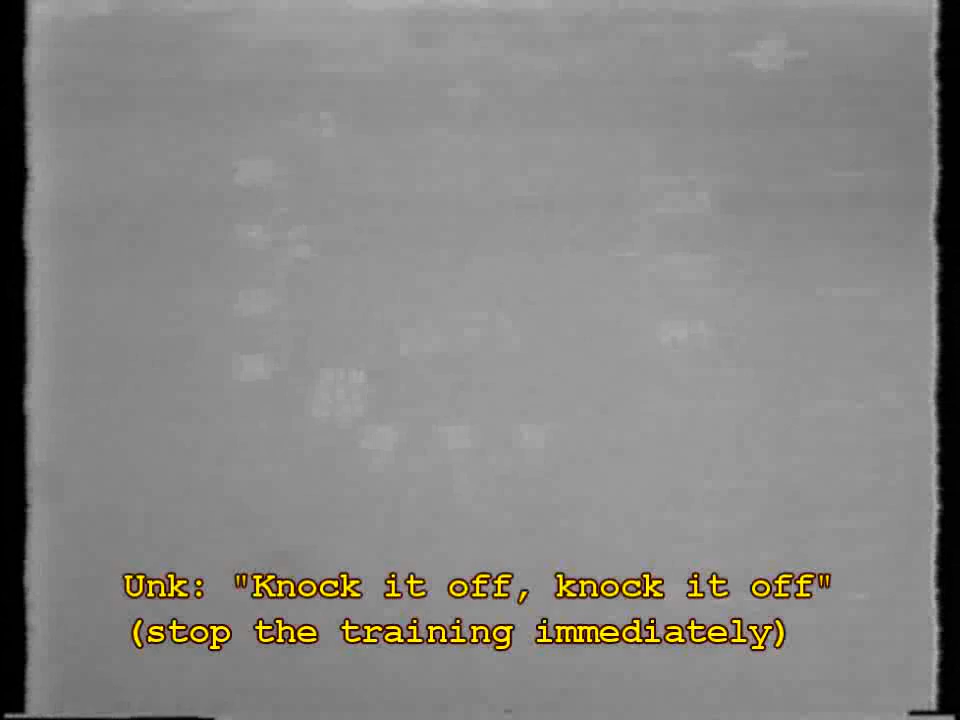 Unk: "Knock it off, knock it off"
(stop the training immediately)